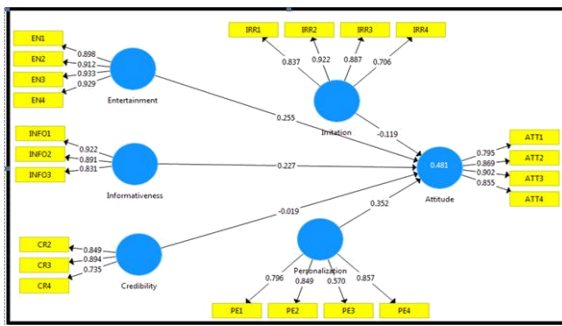 IRR1 IRR2 IRR3 IRR4
0.837 0.922 0.887 0.706
Irritation
EN1
EN2
EN3
EN4
0.898
0.912
0.933
0.929
Entertainment
0.255
-0.119
INFO1
INFO2
INFO3
0.922
0.891
0.831
Informativeness
0.227
0.481
Attitude
0.795
0.869
0.902
0.855
ATT1
ATT2
ATT3
ATT4
-0.019
0.352
CR2
CR3
CR4
0.849
0.894
0.735
Credibility
Personalization
0.796 0.849 0.570 0.857
PE1 PE2 PE3 PE4